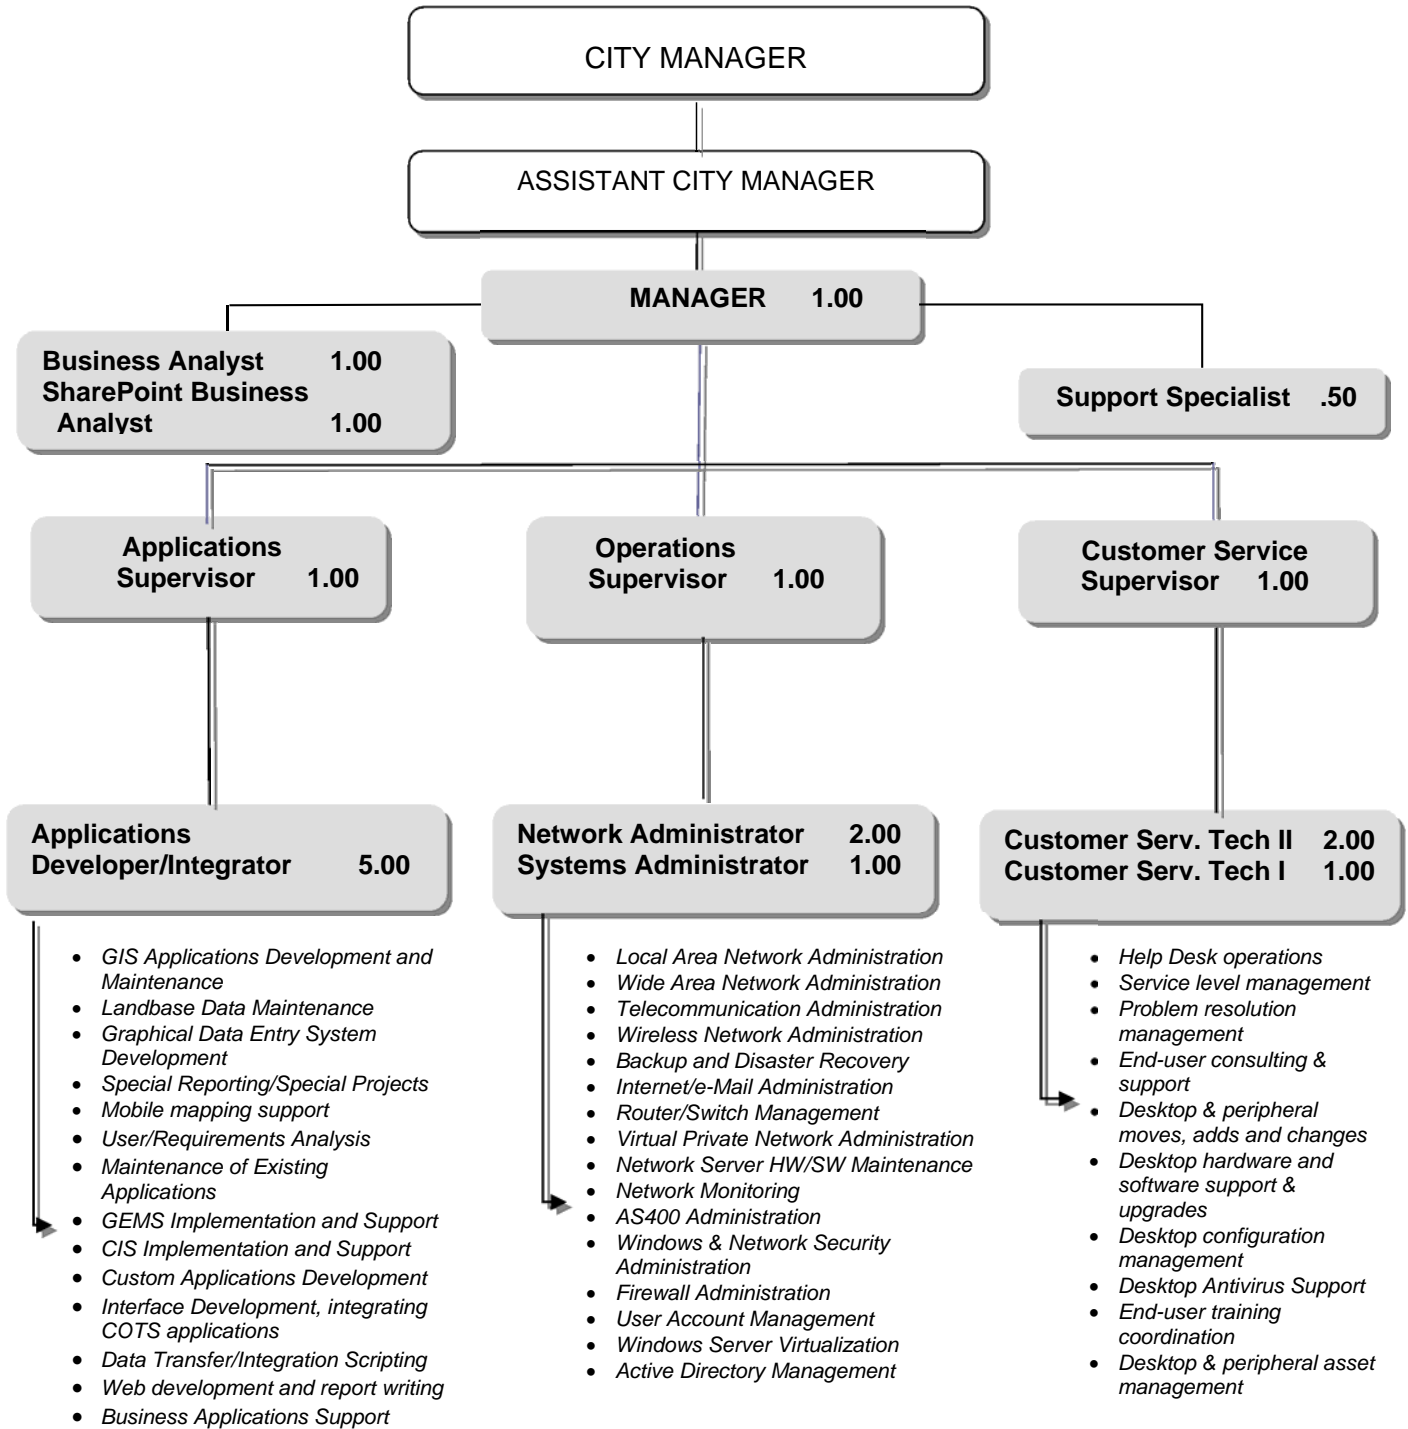 CITY MANAGER
ASSISTANT CITY MANAGER
MANAGER 1.00
Business Analyst 1.00
SharePoint Business
Analyst 1.00
Support Specialist .50
Applications
Supervisor 1.00
Operations
Supervisor 1.00
Customer Service
Supervisor 1.00
Applications
Developer/Integrator 5.00
Network Administrator 2.00
Systems Administrator 1.00
Customer Serv. Tech II 2.00
Customer Serv. Tech I 1.00
• GIS Applications Development and
Maintenance
• Landbase Data Maintenance
• Graphical Data Entry System
Development
• Special Reporting/Special Projects
• Mobile mapping support
• User/Requirements Analysis
• Maintenance of Existing
Applications
• GEMS Implementation and Support
• CIS Implementation and Support
• Custom Applications Development
• Interface Development, integrating
COTS applications
• Data Transfer/Integration Scripting
• Web development and report writing
• Business Applications Support
• Local Area Network Administration
• Wide Area Network Administration
• Telecommunication Administration
• Wireless Network Administration
• Backup and Disaster Recovery
• Internet/e-Mail Administration
• Router/Switch Management
• Virtual Private Network Administration
• Network Server HW/SW Maintenance
• Network Monitoring
• AS400 Administration
• Windows & Network Security
Administration
• Firewall Administration
• User Account Management
• Windows Server Virtualization
• Active Directory Management
• Help Desk operations
• Service level management
• Problem resolution
management
• End-user consulting &
support
• Desktop & peripheral
moves, adds and changes
• Desktop hardware and
software support &
upgrades
• Desktop configuration
management
• Desktop Antivirus Support
• End-user training
coordination
• Desktop & peripheral asset
management